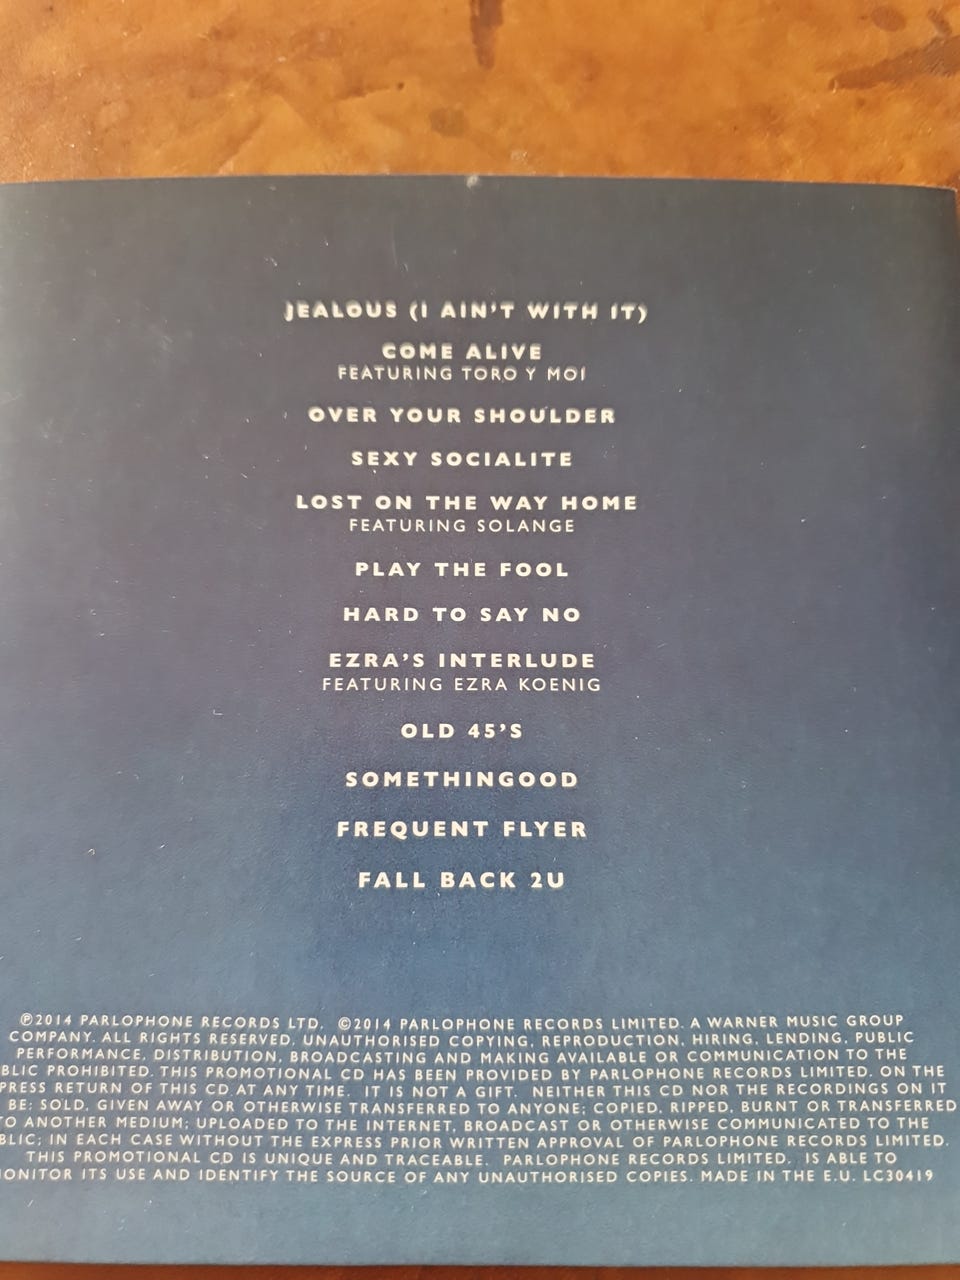 JEALOUS (I AIN'T WITH IT)
COME ALIVE
FEATURING TORO Y MOI
OVER YOUR SHOULDER
SEXY SOCIALITE
LOST ON THE WAY HOME
FEATURING SOLANGE
PLAY THE FOOL
HARD TO SAY NO
EZRA'S INTERLUDE
FEATURING EZRA KOENIG
OLD 45'S
SOMETHINGOOD
FREQUENT FLYER
FALL BACK 2U
℗2014 PARLOPHONE RECORDS LTD, ©2014 PARLOPHONE RECORDS LIMITED. A WARNER MUSIC GROUP
COMPANY. ALL RIGHTS RESERVED. UNAUTHORISED COPYING, REPRODUCTION, HIRING, LENDING, PUBLIC
PERFORMANCE, DISTRIBUTION, BROADCASTING AND MAKING AVAILABLE OR COMMUNICATION TO THE
BLIC PROHIBITED. THIS PROMOTIONAL CD HAS BEEN PROVIDED BY PARLOPHONE RECORDS LIMITED. ON THE
PRESS RETURN OF THIS CD AT ANY TIME. IT IS NOT A GIFT. NEITHER THIS CD NOR THE RECORDINGS ON IT
BE: SOLD, GIVEN AWAY OR OTHERWISE TRANSFERRED TO ANYONE; COPIED, RIPPED, BURNT OR TRANSFERRED
TO ANOTHER MEDIUM; UPLOADED TO THE INTERNET, BROADCAST OR OTHERWISE COMMUNICATED TO THE
BLIC; IN EACH CASE WITHOUT THE EXPRESS PRIOR WRITTEN APPROVAL OF PARLOPHONE RECORDS LIMITED.
THIS PROMOTIONAL CD IS UNIQUE AND TRACEABLE. PARLOPHONE RECORDS LIMITED. IS ABLE TO
ONITOR ITS USE AND IDENTIFY THE SOURCE OF ANY UNAUTHORISED COPIES. MADE IN THE E.U. LC30419